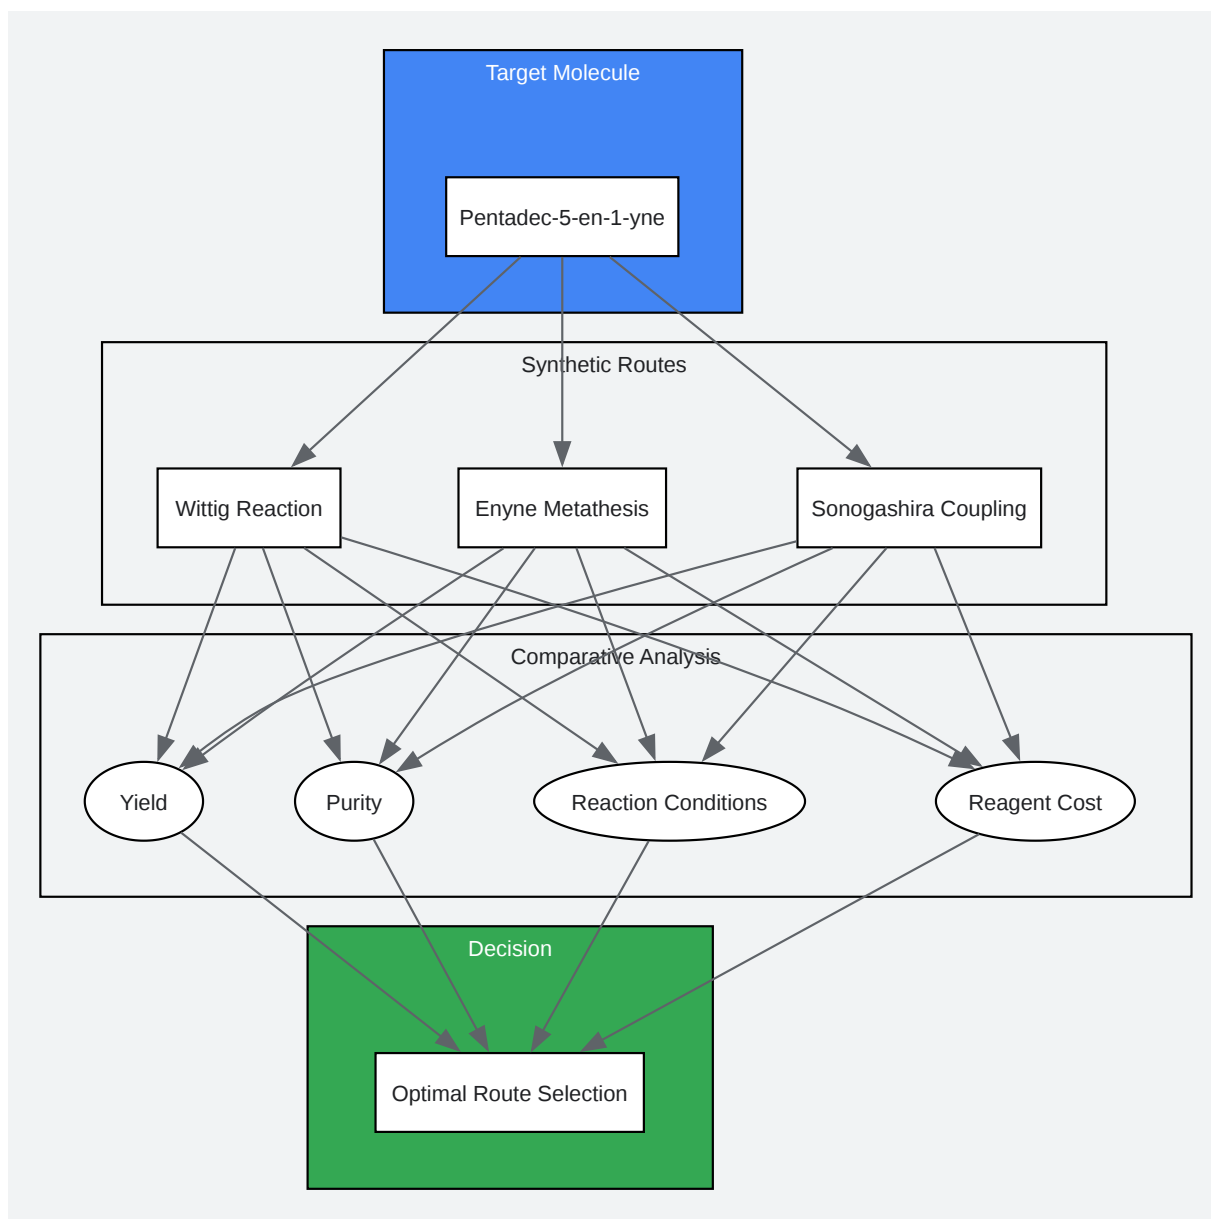 Target Molecule
Pentadec-5-en-1-yne
Synthetic Routes
Wittig Reaction
Enyne Metathesis
Sonogashira Coupling
Comparative Analysis
Yield
Purity
Reaction Conditions
Reagent Cost
Decision
Optimal Route Selection